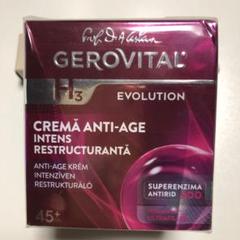 Prof. Dr. A. Aslan
GEROVITAL®
H3
EVOLUTION
CREMĂ ANTI-AGE
INTENS
RESTRUCTURANTĂ
ANTI-AGE KRÉM
INTENZÍVEN
RESTRUKTURÁLÓ
SUPERENZIMA
ANTIRID
45+